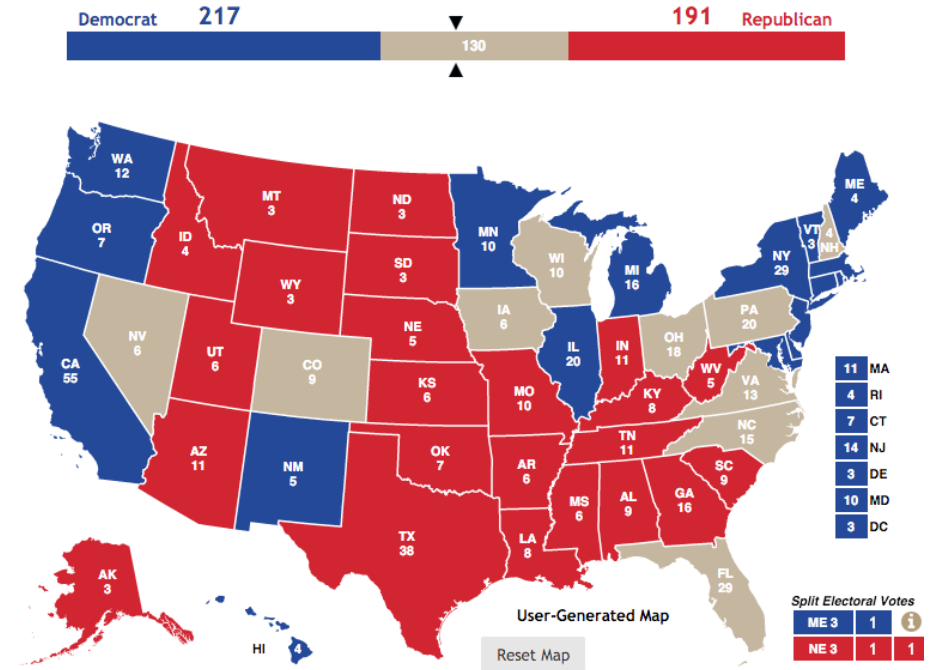 Democrat 217 191 Republican
130
WA
12
OR
7
CA
55
NV
6
ID
4
MT
3
WY
3
UT
6
AZ
11
CO
9
NM
5
ND
3
SD
3
NE
5
KS
6
OK
7
TX
38
MN
10
IA
6
MO
10
AR
6
LA
8
WI
10
IL
20
MI
16
IN
11
OH
18
KY
8
TN
11
MS
6
AL
9
GA
16
FL
29
SC
9
NC
15
VA
13
WV
5
PA
20
NY
29
VT
3
4
NH
ME
4
AK
3
HI 4
11 MA
4 RI
7 CT
14 NJ
3 DE
10 MD
3 DC
User-Generated Map
Reset Map
Split Electoral Votes
ME 3 1 i
NE 3 1 1